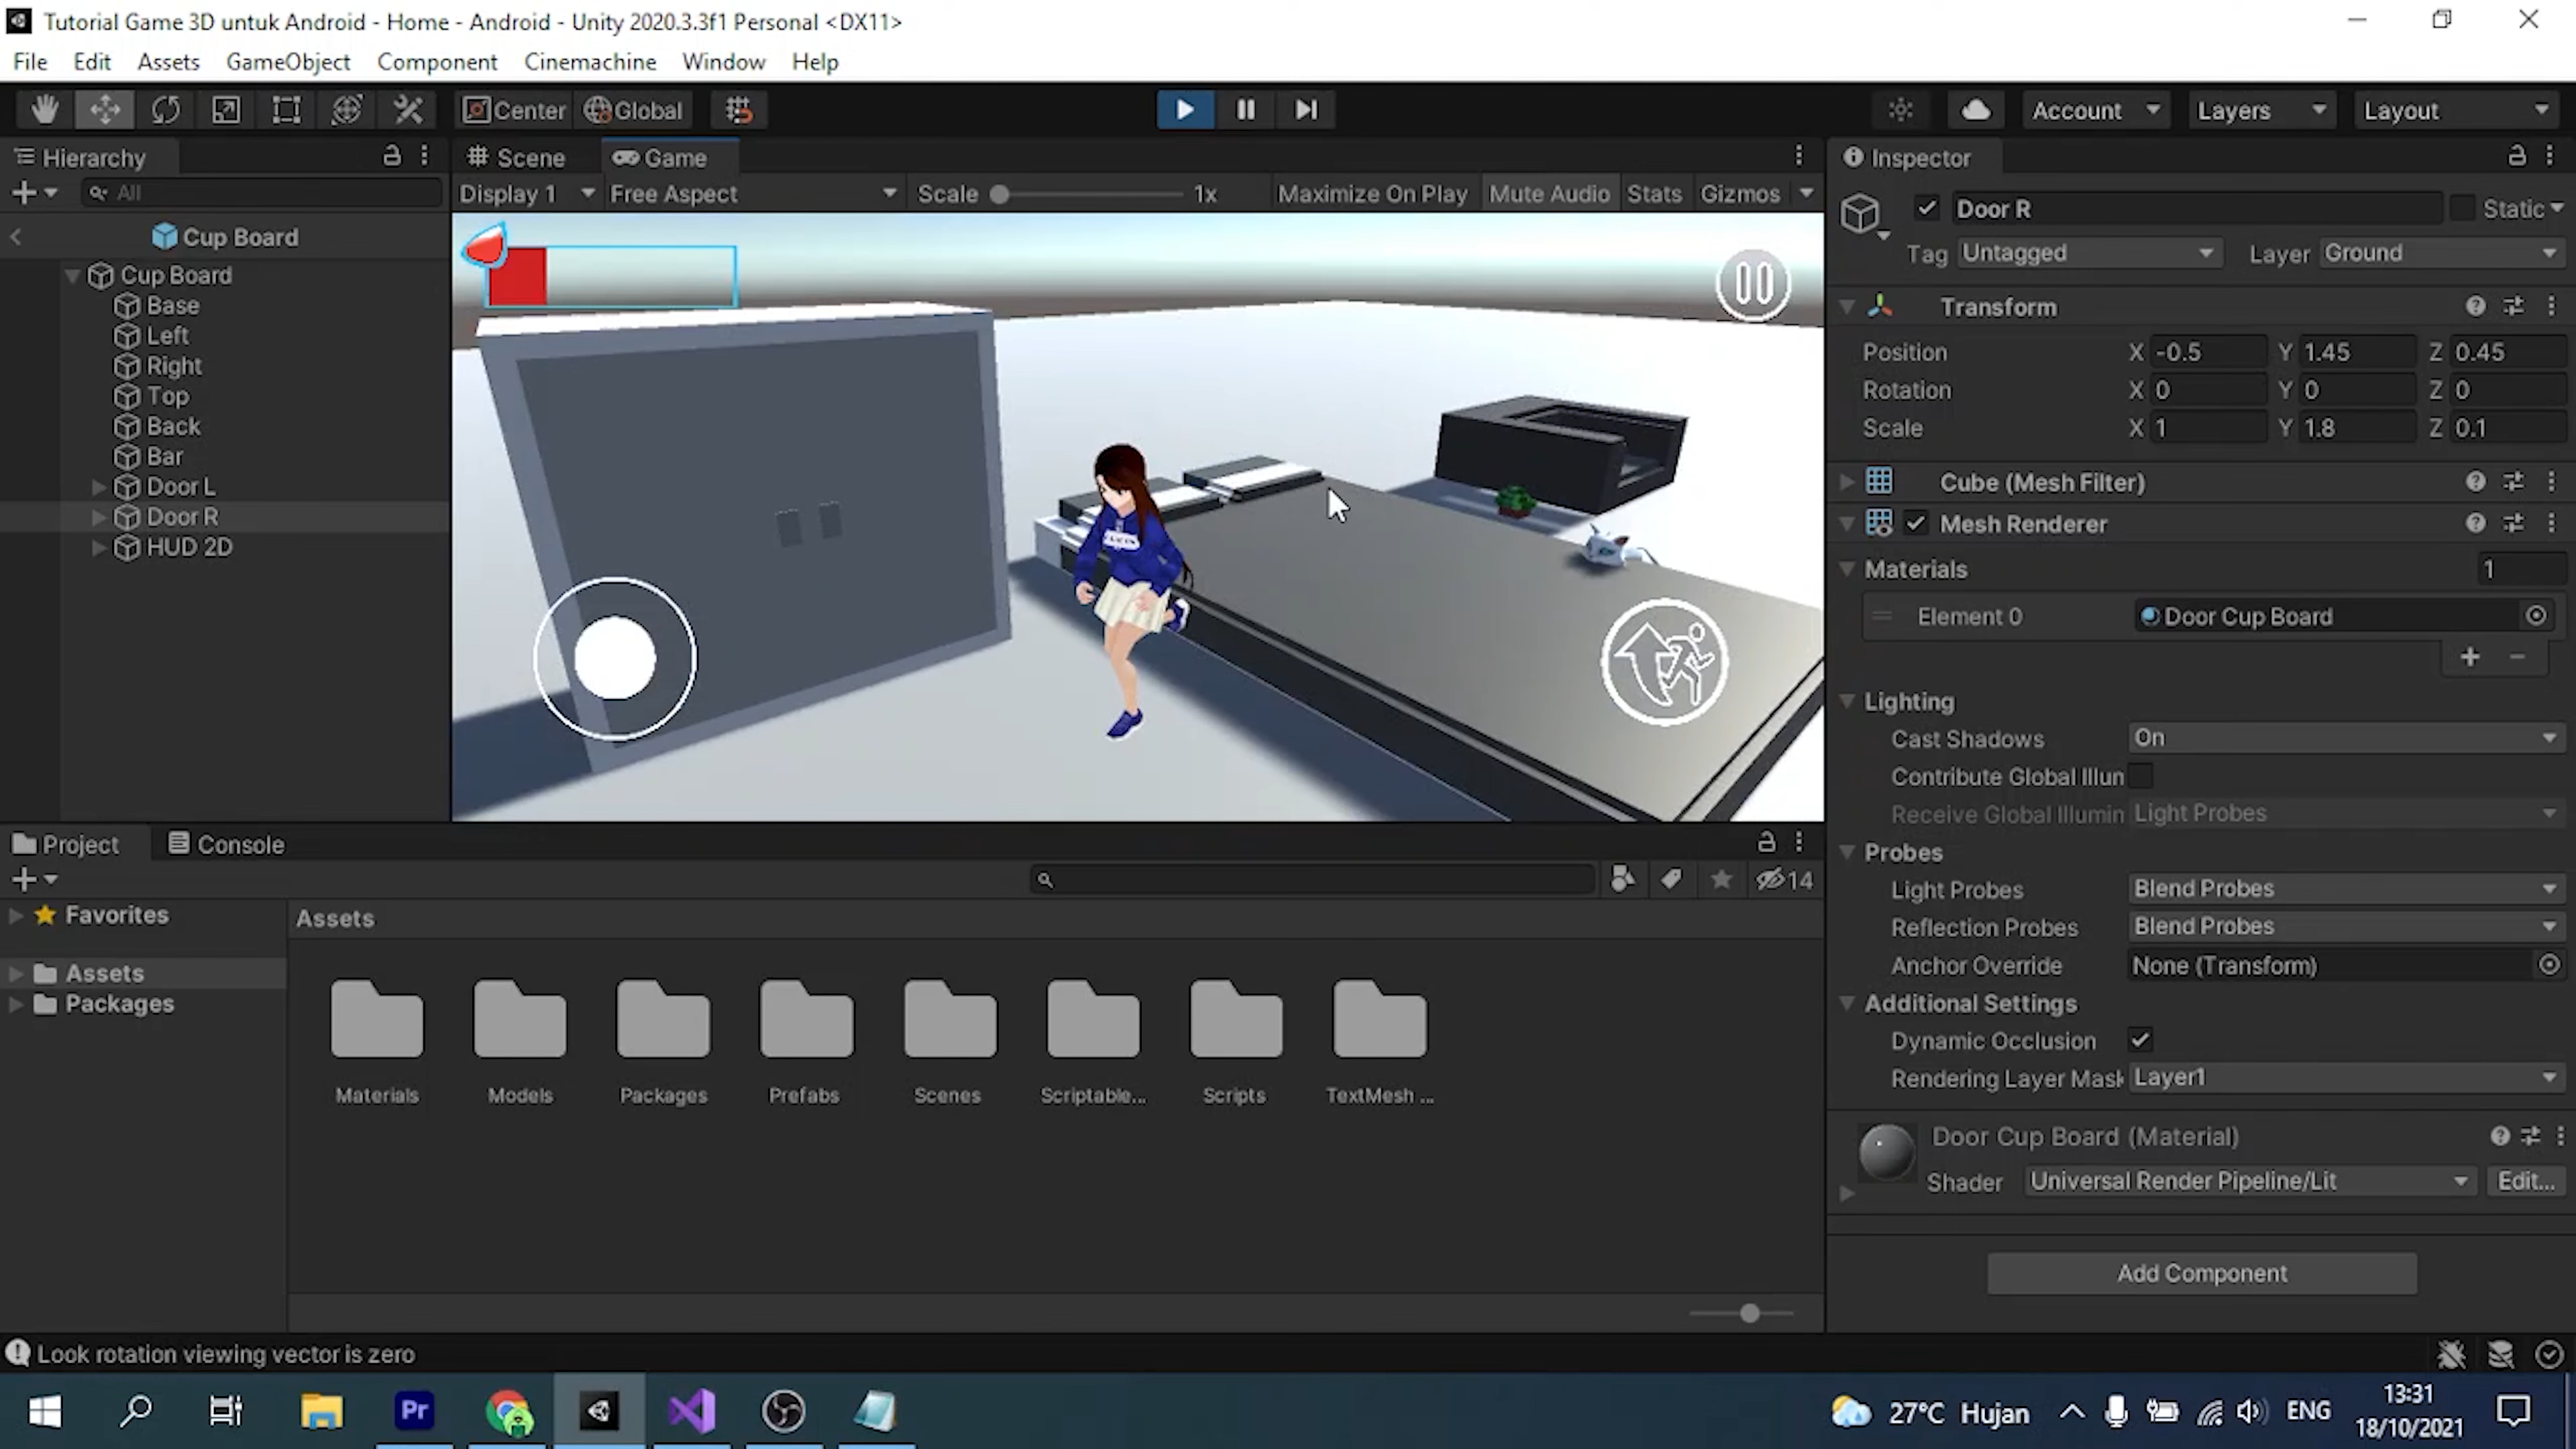 Tutorial Game 3D untuk Android - Home - Android - Unity 2020.3.3f1 Personal <DX11>
File Edit Assets GameObject Component Cinemachine Window Help
Center Global Account Layers Layout
Hierarchy
All
Cup Board
Cup Board
Base
Left
Right
Top
Back
Bar
Door L
Door R
HUD 2D
Scene Game
Display 1 Free Aspect Scale 1x Maximize On Play Mute Audio Stats Gizmos
Inspector
Door R Static
Tag Untagged Layer Ground
Transform
Position X -0.5 Y 1.45 Z 0.45
Rotation X 0 Y 0 Z 0
Scale X 1 Y 1.8 Z 0.1
Cube (Mesh Filter)
Mesh Renderer
Materials 1
Element 0 Door Cup Board
Lighting
Cast Shadows On
Contribute Global Illun
Receive Global Illumin Light Probes
Probes
Light Probes Blend Probes
Reflection Probes Blend Probes
Anchor Override None (Transform)
Additional Settings
Dynamic Occlusion
Rendering Layer Mask Layer1
Door Cup Board (Material)
Shader Universal Render Pipeline/Lit Edit...
Add Component
Project Console
14
Favorites
Assets
Packages
Assets
Materials Models Packages Prefabs Scenes Scriptable... Scripts TextMesh ...
Look rotation viewing vector is zero
Pr
27°C Hujan ENG
13:31
18/10/2021